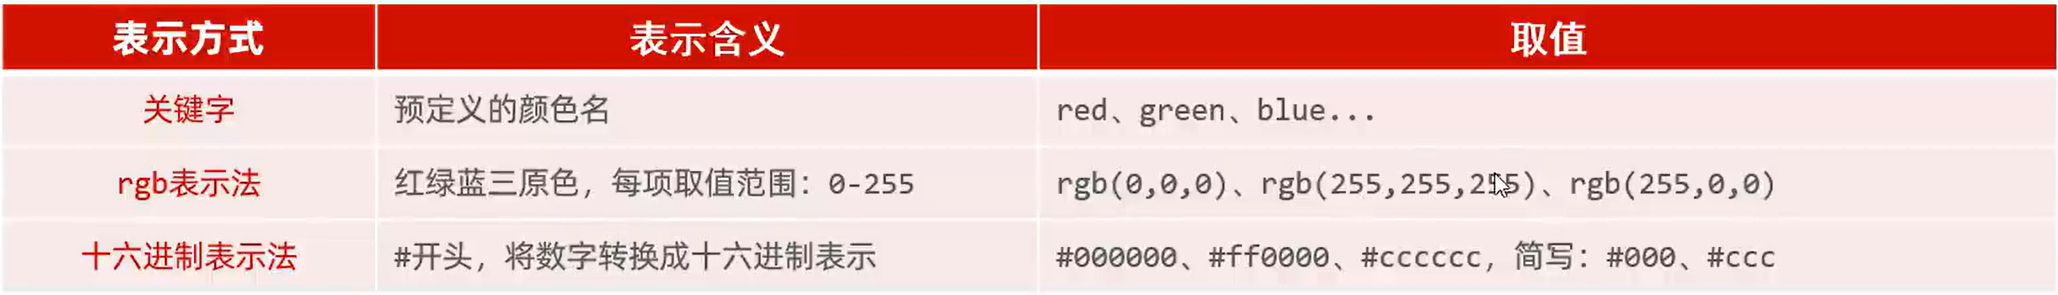 表示方式 表示含义 取值
关键字 预定义的颜色名 red、green、blue...
rgb表示法 红绿蓝三原色，每项取值范围：0-255 rgb(0,0,0)、rgb(255,255,255)、rgb(255,0,0)
十六进制表示法 #开头，将数字转换成十六进制表示 #000000、#ff0000、#cccccc，简写：#000、#ccc